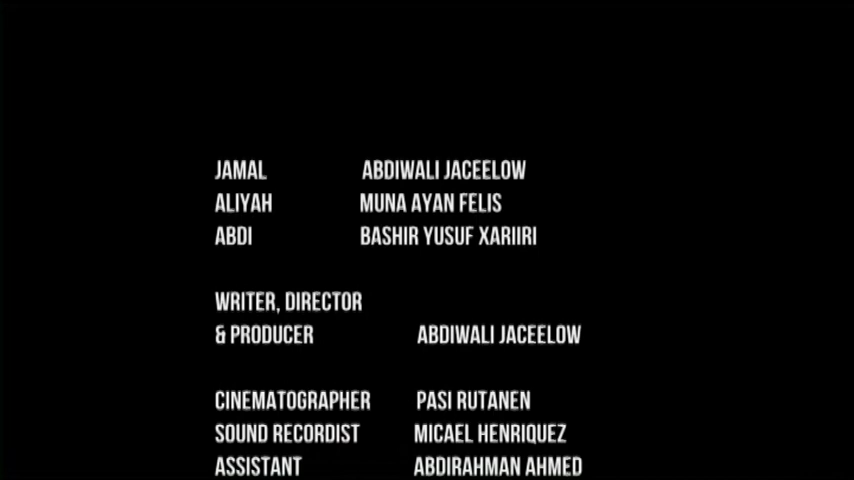 JAMAL ABDIWALI JACEELOW
ALIYAH MUNA AYAN FELIS
ABDI BASHIR YUSUF XARIIRI
WRITER, DIRECTOR
& PRODUCER ABDIWALI JACEELOW
CINEMATOGRAPHER PASI RUTANEN
SOUND RECORDIST MICAEL HENRIQUEZ
ASSISTANT ABDIRAHMAN AHMED